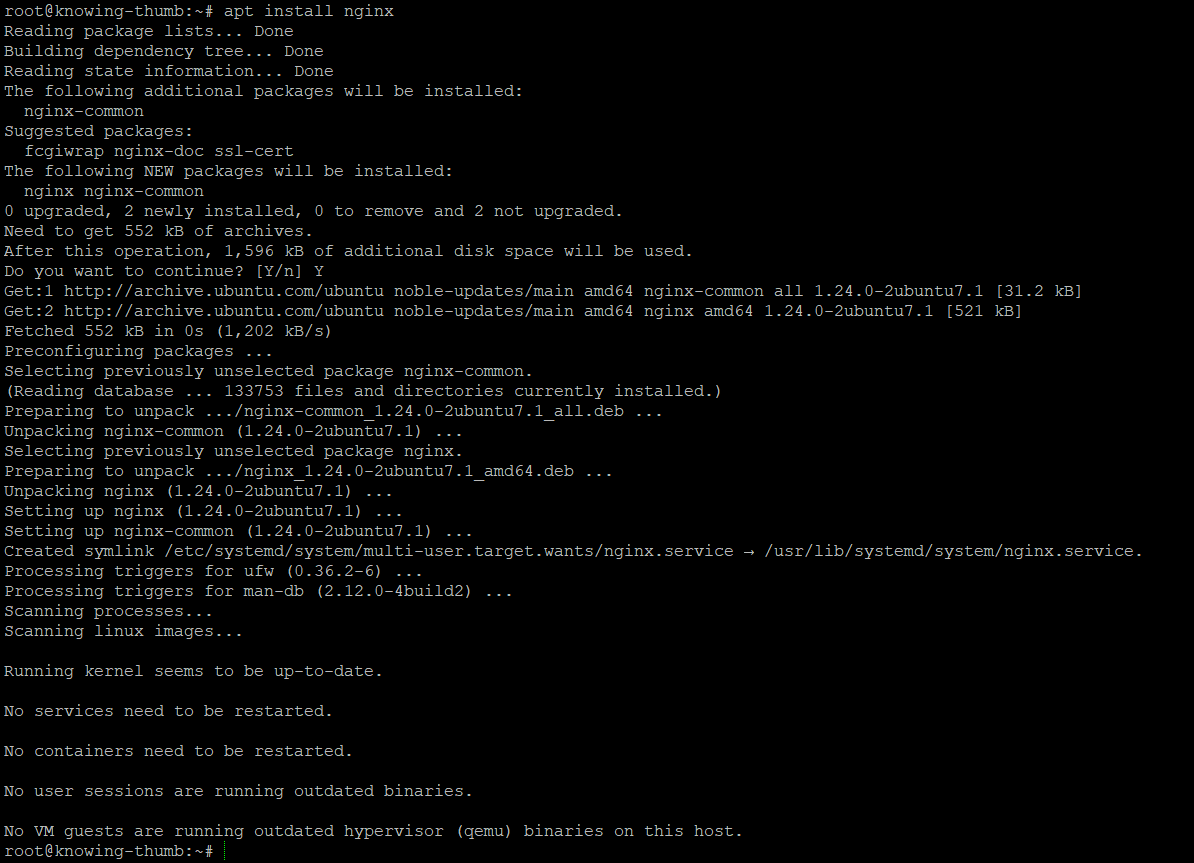 root@knowing-thumb:~# apt install nginx
Reading package lists... Done
Building dependency tree... Done
Reading state information... Done
The following additional packages will be installed:
  nginx-common
Suggested packages:
  fcgiwrap nginx-doc ssl-cert
The following NEW packages will be installed:
  nginx nginx-common
0 upgraded, 2 newly installed, 0 to remove and 2 not upgraded.
Need to get 552 kB of archives.
After this operation, 1,596 kB of additional disk space will be used.
Do you want to continue? [Y/n] Y
Get:1 http://archive.ubuntu.com/ubuntu noble-updates/main amd64 nginx-common all 1.24.0-2ubuntu7.1 [31.2 kB]
Get:2 http://archive.ubuntu.com/ubuntu noble-updates/main amd64 nginx amd64 1.24.0-2ubuntu7.1 [521 kB]
Fetched 552 kB in 0s (1,202 kB/s)
Preconfiguring packages ...
Selecting previously unselected package nginx-common.
(Reading database ... 133753 files and directories currently installed.)
Preparing to unpack .../nginx-common_1.24.0-2ubuntu7.1_all.deb ...
Unpacking nginx-common (1.24.0-2ubuntu7.1) ...
Selecting previously unselected package nginx.
Preparing to unpack .../nginx_1.24.0-2ubuntu7.1_amd64.deb ...
Unpacking nginx (1.24.0-2ubuntu7.1) ...
Setting up nginx (1.24.0-2ubuntu7.1) ...
Setting up nginx-common (1.24.0-2ubuntu7.1) ...
Created symlink /etc/systemd/system/multi-user.target.wants/nginx.service → /usr/lib/systemd/system/nginx.service.
Processing triggers for ufw (0.36.2-6) ...
Processing triggers for man-db (2.12.0-4build2) ...
Scanning processes...
Scanning linux images...

Running kernel seems to be up-to-date.

No services need to be restarted.

No containers need to be restarted.

No user sessions are running outdated binaries.

No VM guests are running outdated hypervisor (qemu) binaries on this host.
root@knowing-thumb:~#